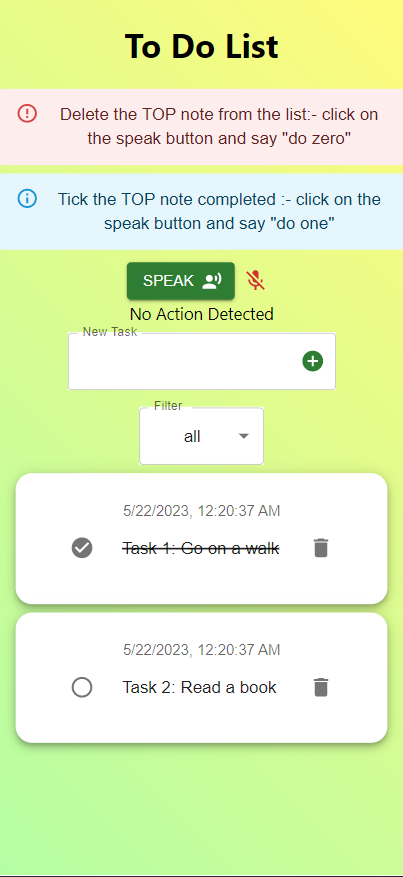 To Do List
Delete the TOP note from the list:- click on
the speak button and say "do zero"
Tick the TOP note completed :- click on
the speak button and say "do one"
SPEAK
No Action Detected
New Task
Filter
all
5/22/2023, 12:20:37 AM
Task 1: Go on a walk
5/22/2023, 12:20:37 AM
Task 2: Read a book